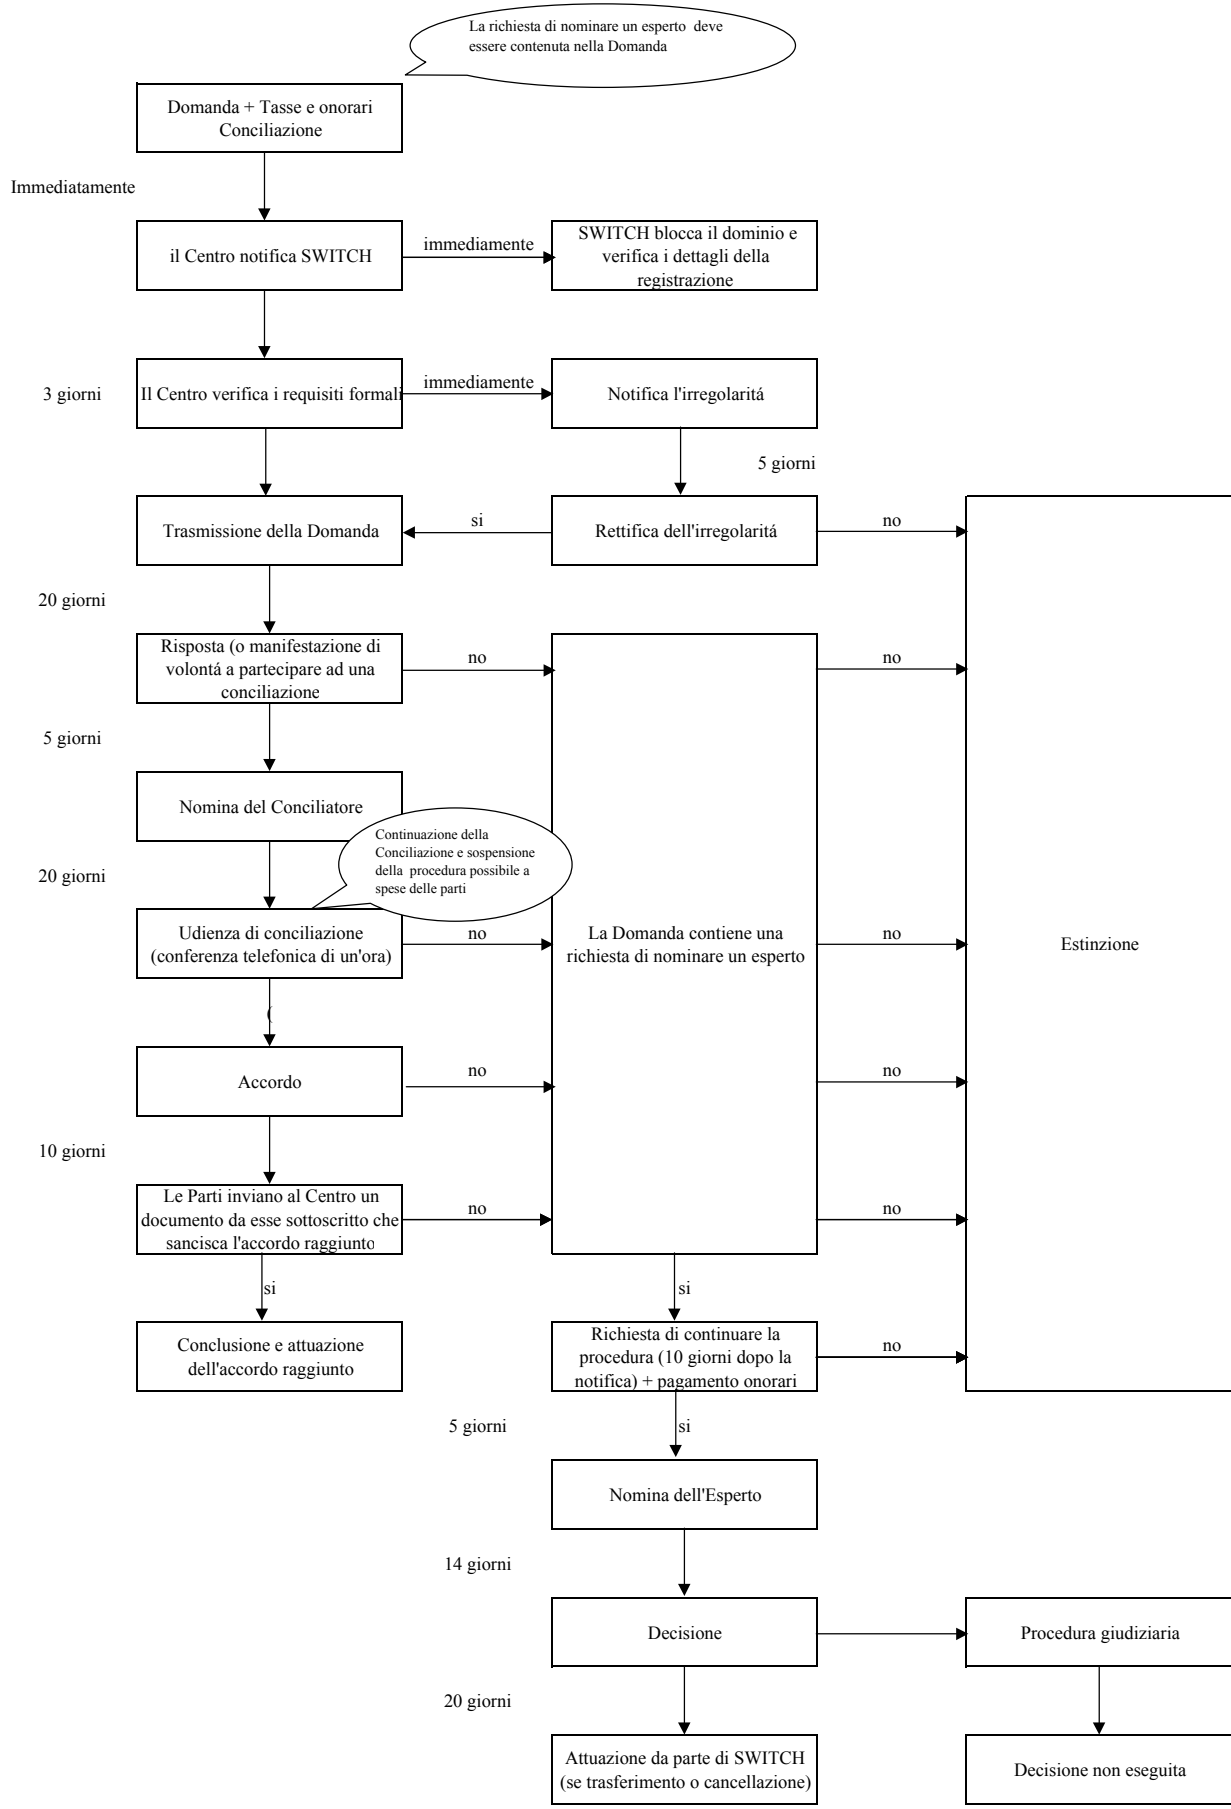 La richiesta di nominare un esperto  deve
essere contenuta nella Domanda
Domanda + Tasse e onorari
Conciliazione
Immediatamente
il Centro notifica SWITCH
immediamente
SWITCH blocca il dominio e
verifica i dettagli della
registrazione
3 giorni
Il Centro verifica i requisiti formali
immediamente
Notifica l'irregolaritá
5 giorni
Trasmissione della Domanda
si
Rettifica dell'irregolaritá
no
20 giorni
Risposta (o manifestazione di
volontá a partecipare ad una
conciliazione
no
no
5 giorni
Nomina del Conciliatore
Continuazione della
Conciliazione e sospensione
della  procedura possibile a
spese delle parti
20 giorni
Udienza di conciliazione
(conferenza telefonica di un'ora)
no
La Domanda contiene una
richiesta di nominare un esperto
no
Estinzione
(
Accordo
no
no
10 giorni
Le Parti inviano al Centro un
documento da esse sottoscritto che
sancisca l'accordo raggiunto
no
no
si
si
Conclusione e attuazione
dell'accordo raggiunto
Richiesta di continuare la
procedura (10 giorni dopo la
notifica) + pagamento onorari
no
5 giorni
si
Nomina dell'Esperto
14 giorni
Decisione
Procedura giudiziaria
20 giorni
Attuazione da parte di SWITCH
(se trasferimento o cancellazione)
Decisione non eseguita